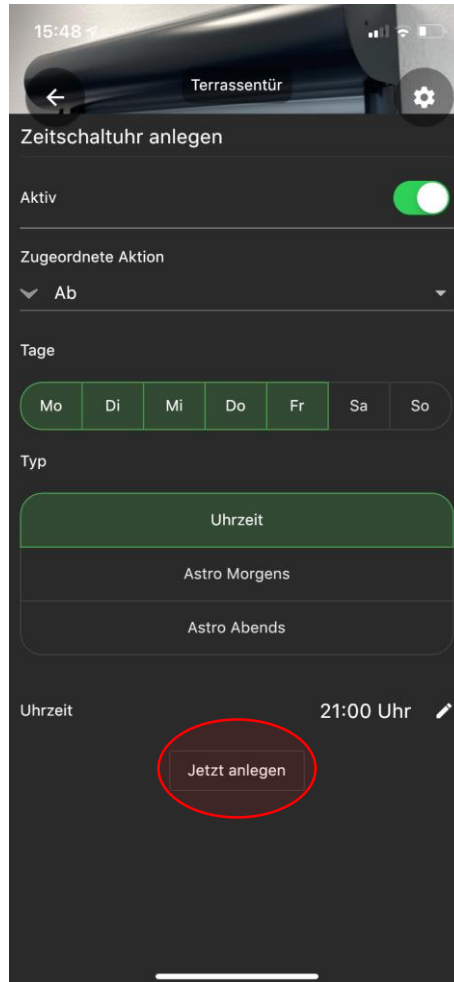 15:48
Terrassentür
Zeitschaltuhr anlegen
Aktiv
Zugeordnete Aktion
Ab
Tage
Mo Di Mi Do Fr Sa So
Typ
Uhrzeit
Astro Morgens
Astro Abends
Uhrzeit 21:00 Uhr
Jetzt anlegen